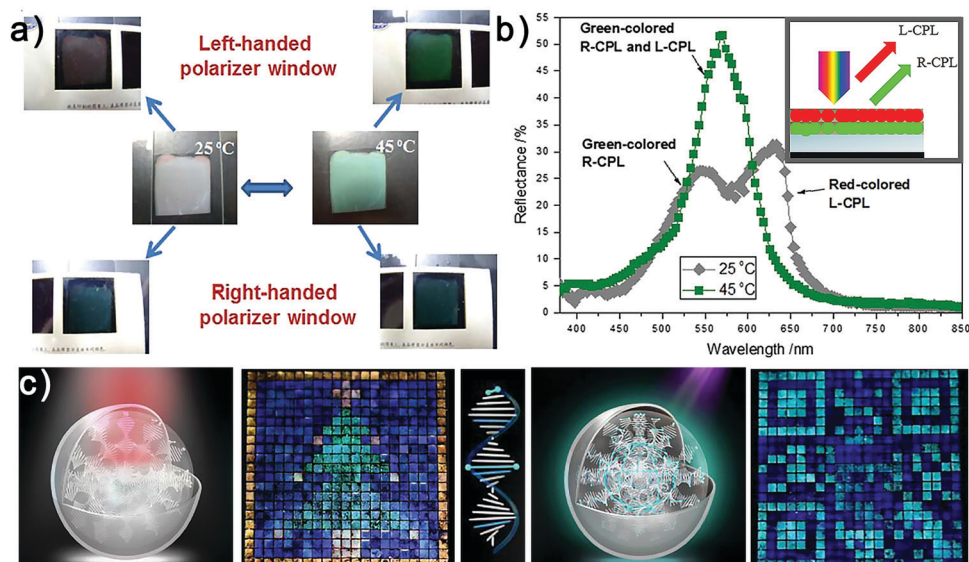 a)
Left-handed
polarizer window
25 °C
45 °C
Right-handed
polarizer window
b)
Green-colored
R-CPL and L-CPL
Green-colored
R-CPL
Red-colored
L-CPL
L-CPL
R-CPL
25 °C
45 °C
Reflectance /%
55
50
45
40
35
30
25
20
15
10
5
0
400 450 500 550 600 650 700 750 800 850
Wavelength /nm
c)